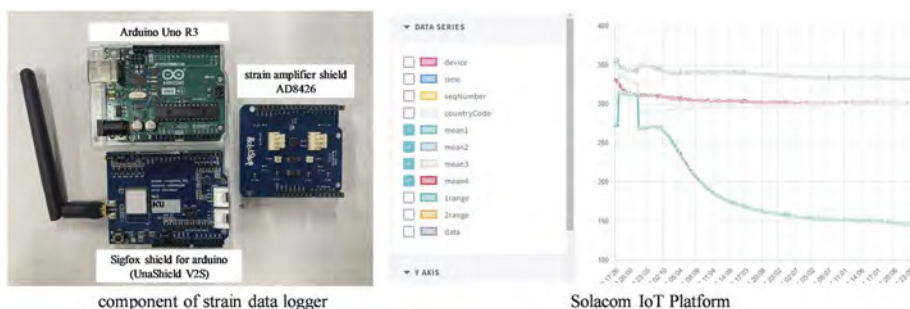 Arduino Uno R3
strain amplifier shield
AD8426
ARDUINO
Sigfox shield for arduino
(UnaShield V2S)
component of strain data logger
DATA SERIES
device
time
seqNumber
countryCode
mean1
mean2
mean3
mean4
1range
2range
data
Y AXIS
400
350
300
250
200
150
100
Solacom IoT Platform